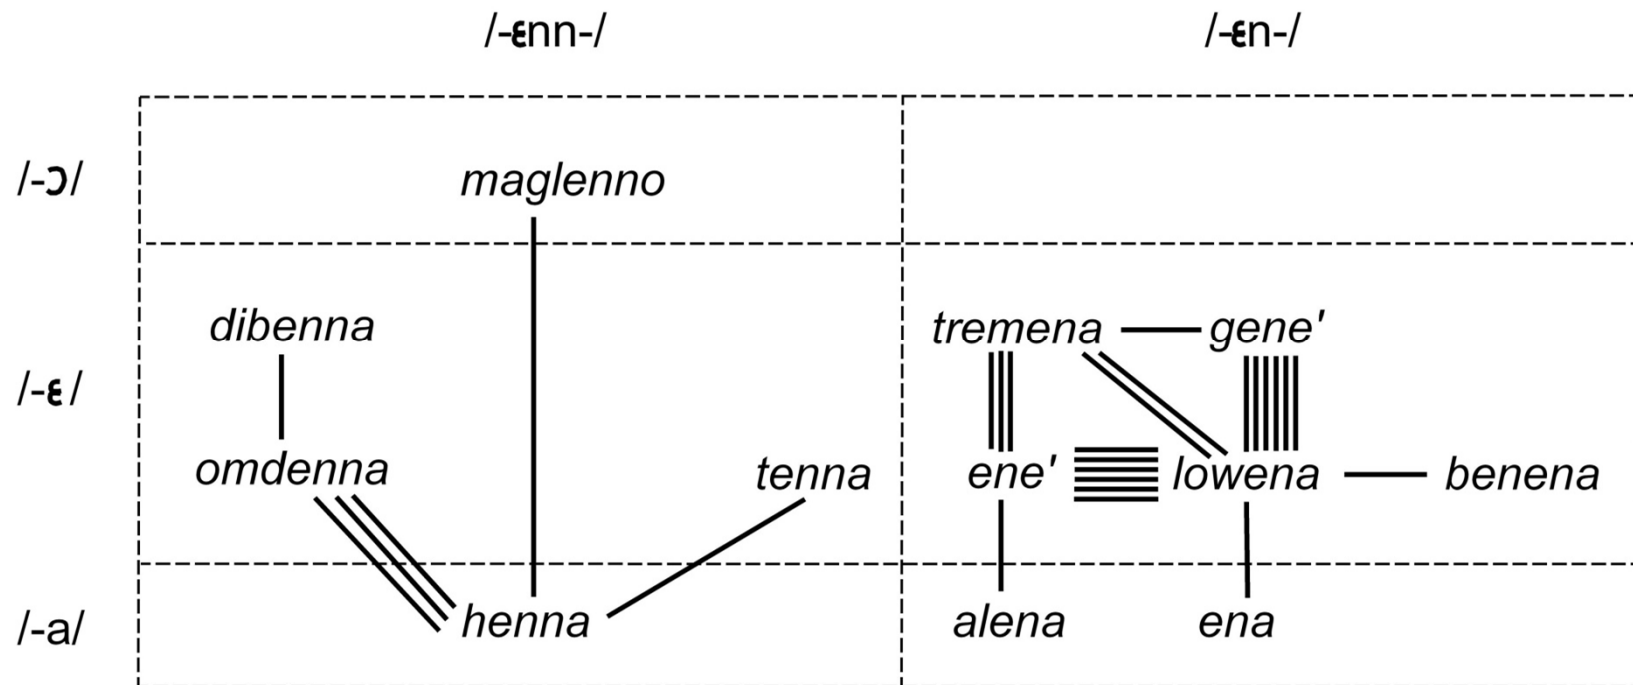 /-ɛnn-/ /-ɛn-/
/-ɔ/ maglenno
dibenna tremena gene'
/-ɛ/
omdenna tenna ene' lowena benena
/-a/ henna alena ena